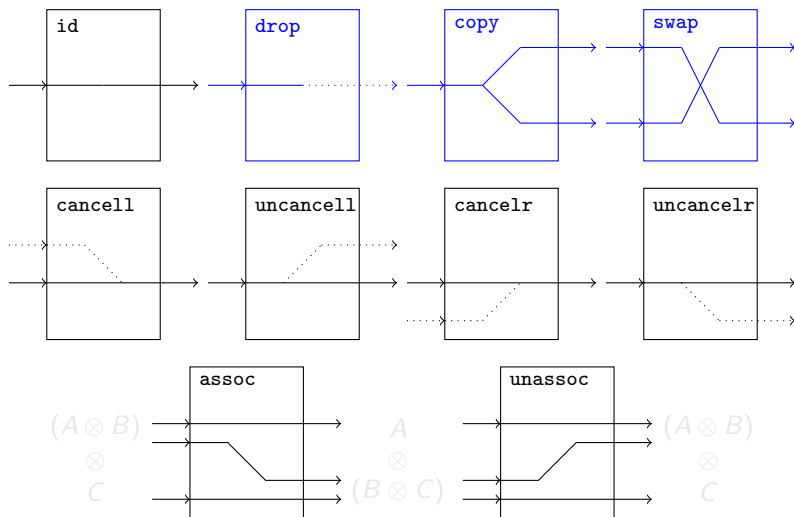 id drop copy swap
cancell uncancell cancelr uncancelr
assoc unassoc
(A ⊗ B) A (A ⊗ B)
⊗ ⊗ ⊗
C (B ⊗ C) C